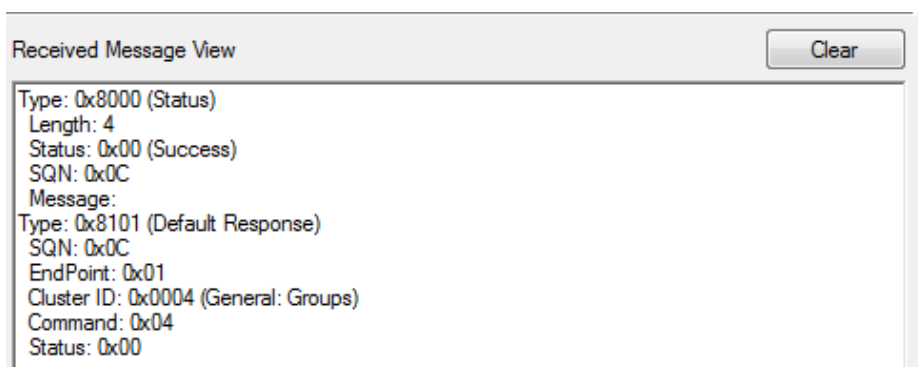 Received Message View
Clear
Type: 0x8000 (Status)
Length: 4
Status: 0x00 (Success)
SQN: 0x0C
Message:
Type: 0x8101 (Default Response)
SQN: 0x0C
EndPoint: 0x01
Cluster ID: 0x0004 (General: Groups)
Command: 0x04
Status: 0x00